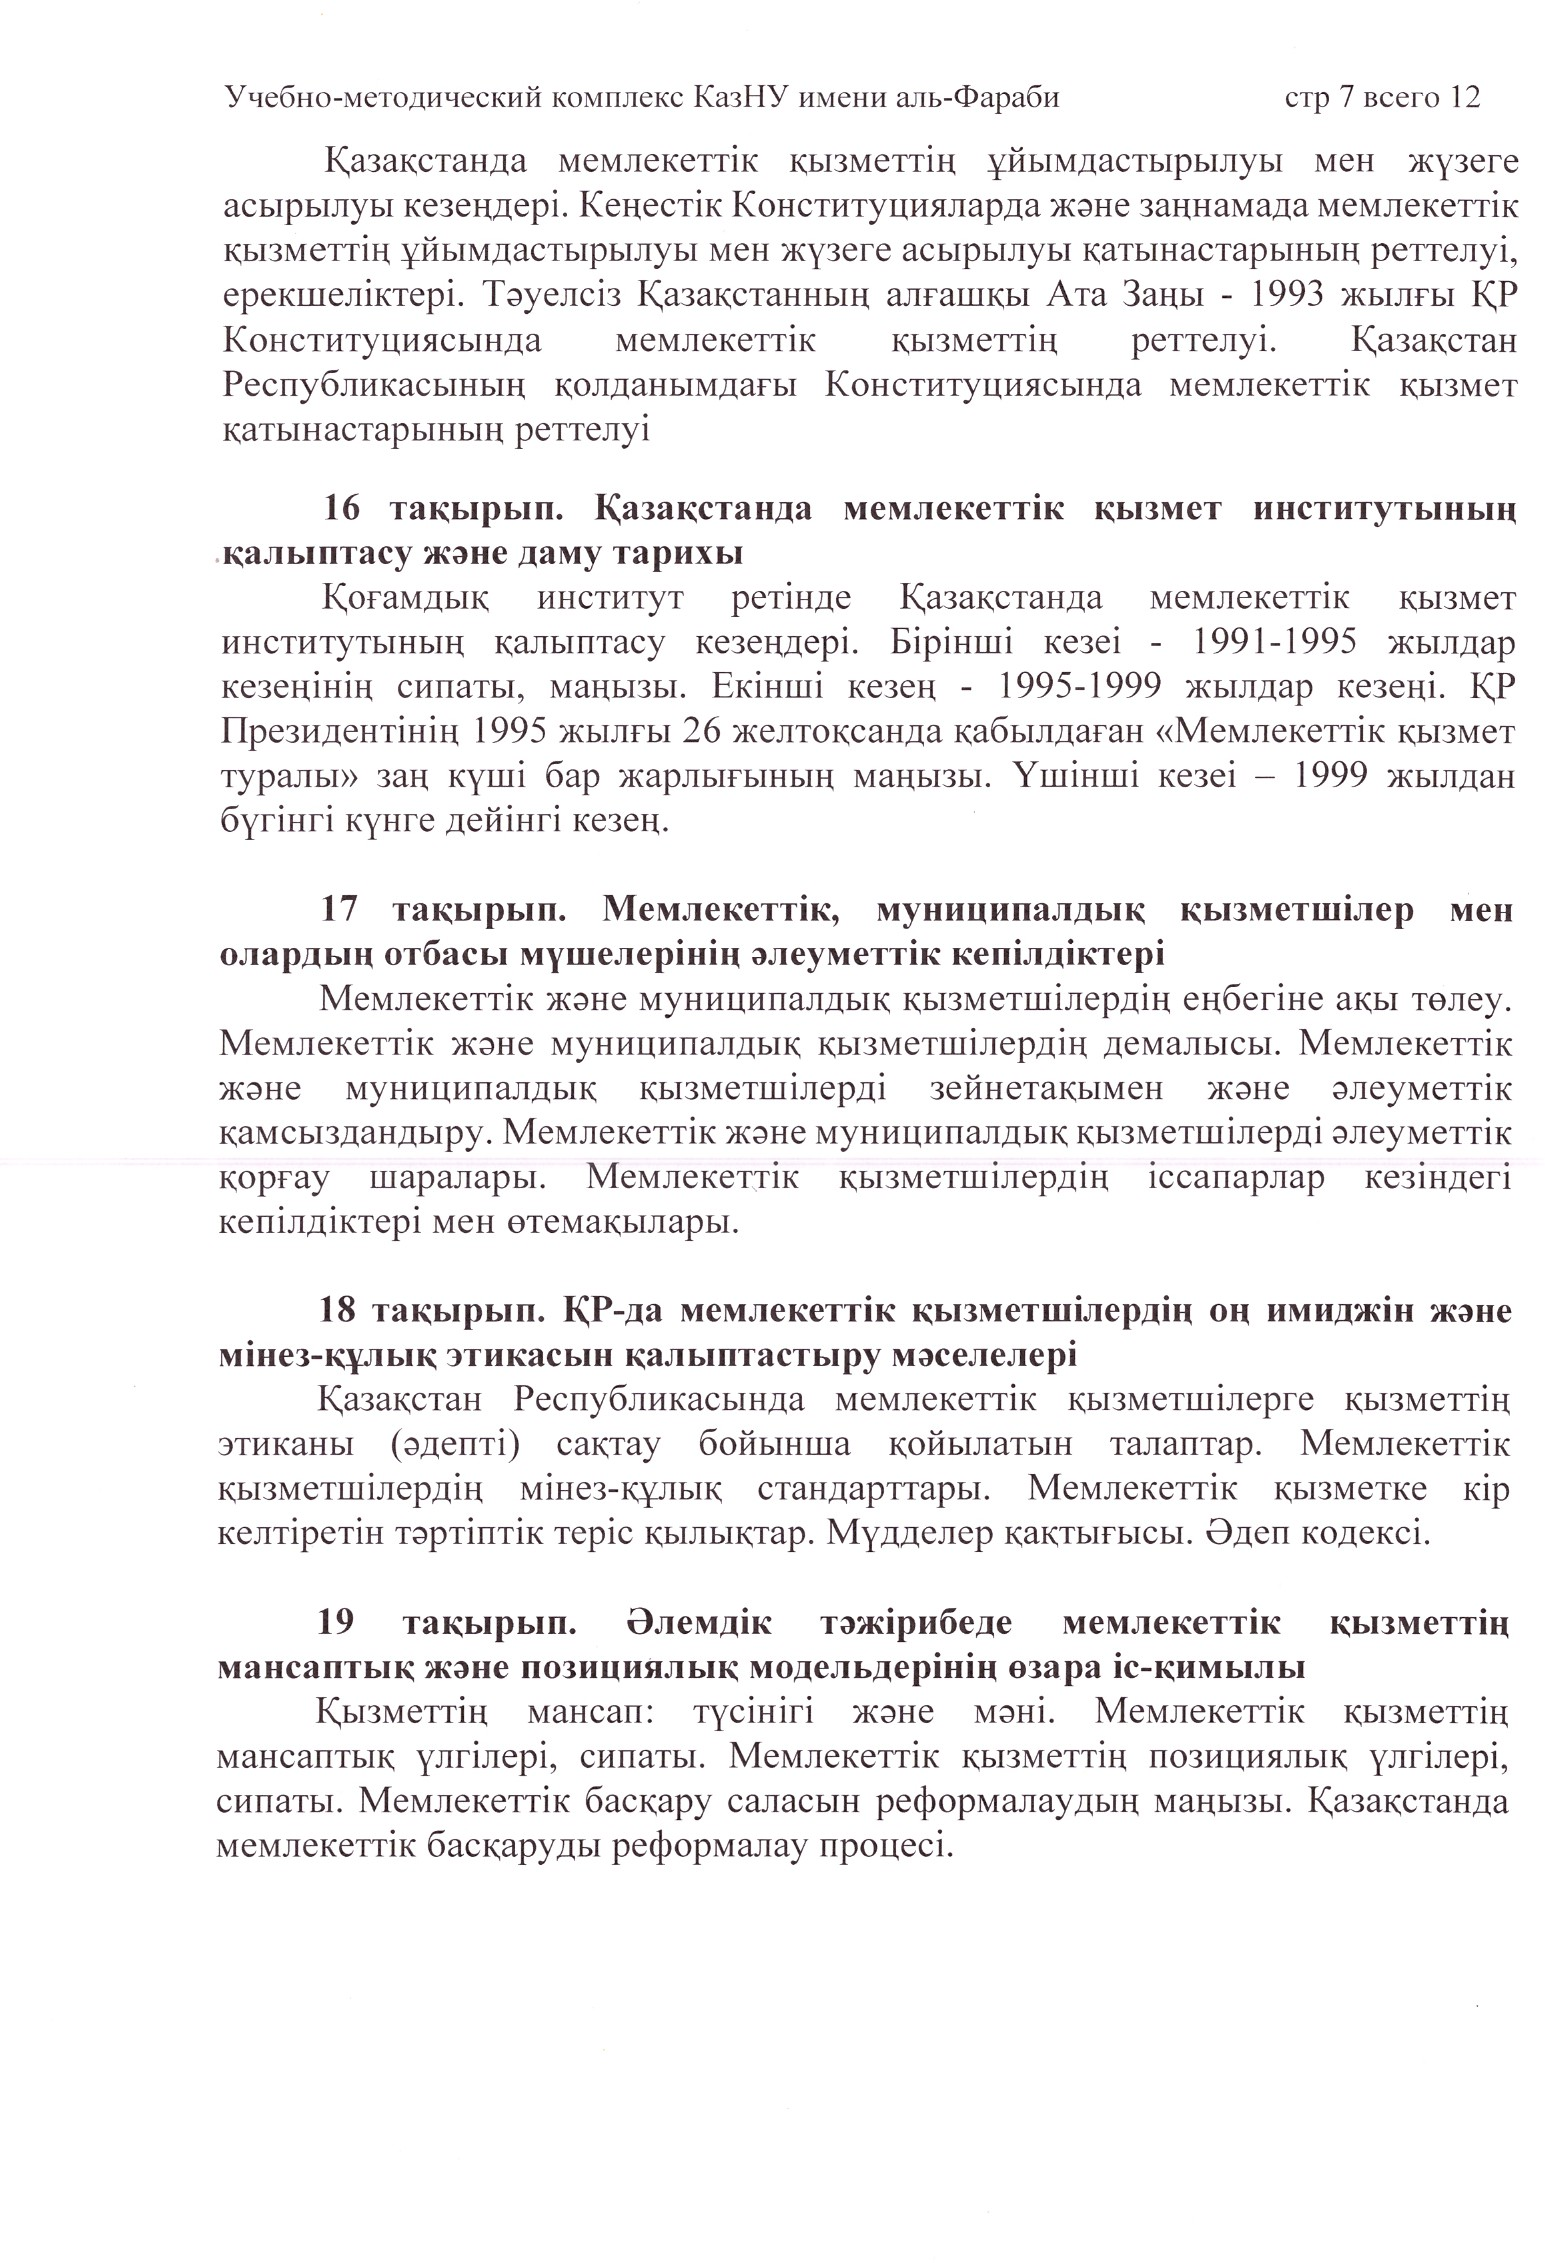 Учебно-методический комплекс КазНУ имени аль-Фараби стр 7 всего 12
Қазақстанда мемлекеттік қызметтің ұйымдастырылуы мен жүзеге
асырылуы кезеңдері. Кеңестік Конституцияларда және заңнамада мемлекеттік
қызметтің ұйымдастырылуы мен жүзеге асырылуы қатынастарының реттелуі,
ерекшеліктері. Тәуелсіз Қазақстанның алғашқы Ата Заңы - 1993 жылғы ҚР
Конституциясында мемлекеттік қызметтің реттелуі. Қазақстан
Республикасының қолданымдағы Конституциясында мемлекеттік қызмет
қатынастарының реттелуі
16 тақырып. Қазақстанда мемлекеттік қызмет институтының
қалыптасу және даму тарихы
Қоғамдық институт ретінде Қазақстанда мемлекеттік қызмет
институтының қалыптасу кезеңдері. Бірінші кезеі - 1991-1995 жылдар
кезеңінің сипаты, маңызы. Екінші кезең - 1995-1999 жылдар кезеңі. ҚР
Президентінің 1995 жылғы 26 желтоқсанда қабылдаған «Мемлекеттік қызмет
туралы» заң күші бар жарлығының маңызы. Үшінші кезеі – 1999 жылдан
бүгінгі күнге дейінгі кезең.
17 тақырып. Мемлекеттік, муниципалдық қызметшілер мен
олардың отбасы мүшелерінің әлеуметтік кепілдіктері
Мемлекеттік және муниципалдық қызметшілердің еңбегіне ақы төлеу.
Мемлекеттік және муниципалдық қызметшілердің демалысы. Мемлекеттік
және муниципалдық қызметшілерді зейнетақымен және әлеуметтік
қамсыздандыру. Мемлекеттік және муниципалдық қызметшілерді әлеуметтік
қорғау шаралары. Мемлекеттік қызметшілердің іссапарлар кезіндегі
кепілдіктері мен өтемақылары.
18 тақырып. ҚР-да мемлекеттік қызметшілердің оң имиджін және
мінез-құлық этикасын қалыптастыру мәселелері
Қазақстан Республикасында мемлекеттік қызметшілерге қызметтің
этиканы (әдепті) сақтау бойынша қойылатын талаптар. Мемлекеттік
қызметшілердің мінез-құлық стандарттары. Мемлекеттік қызметке кір
келтіретін тәртіптік теріс қылықтар. Мүдделер қақтығысы. Әдеп кодексі.
19 тақырып. Әлемдік тәжірибеде мемлекеттік қызметтің
мансаптық және позициялық модельдерінің өзара іс-қимылы
Қызметтің мансап: түсінігі және мәні. Мемлекеттік қызметтің
мансаптық үлгілері, сипаты. Мемлекеттік қызметтің позициялық үлгілері,
сипаты. Мемлекеттік басқару саласын реформалаудың маңызы. Қазақстанда
мемлекеттік басқаруды реформалау процесі.